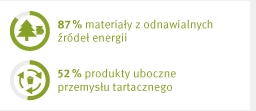 87 % materiały z odnawialnych
źródeł energii
52 % produkty uboczne
przemysłu tartacznego